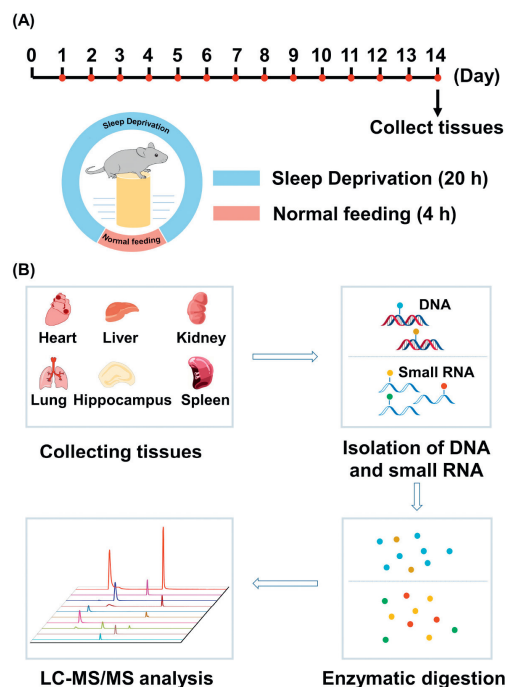 (A)
0 1 2 3 4 5 6 7 8 9 10 11 12 13 14
(Day)
Collect tissues
Sleep Deprivation
Normal feeding
Sleep Deprivation (20 h)
Normal feeding (4 h)
(B)
Heart Liver Kidney
Lung Hippocampus Spleen
Collecting tissues
DNA
Small RNA
Isolation of DNA
and small RNA
LC-MS/MS analysis
Enzymatic digestion